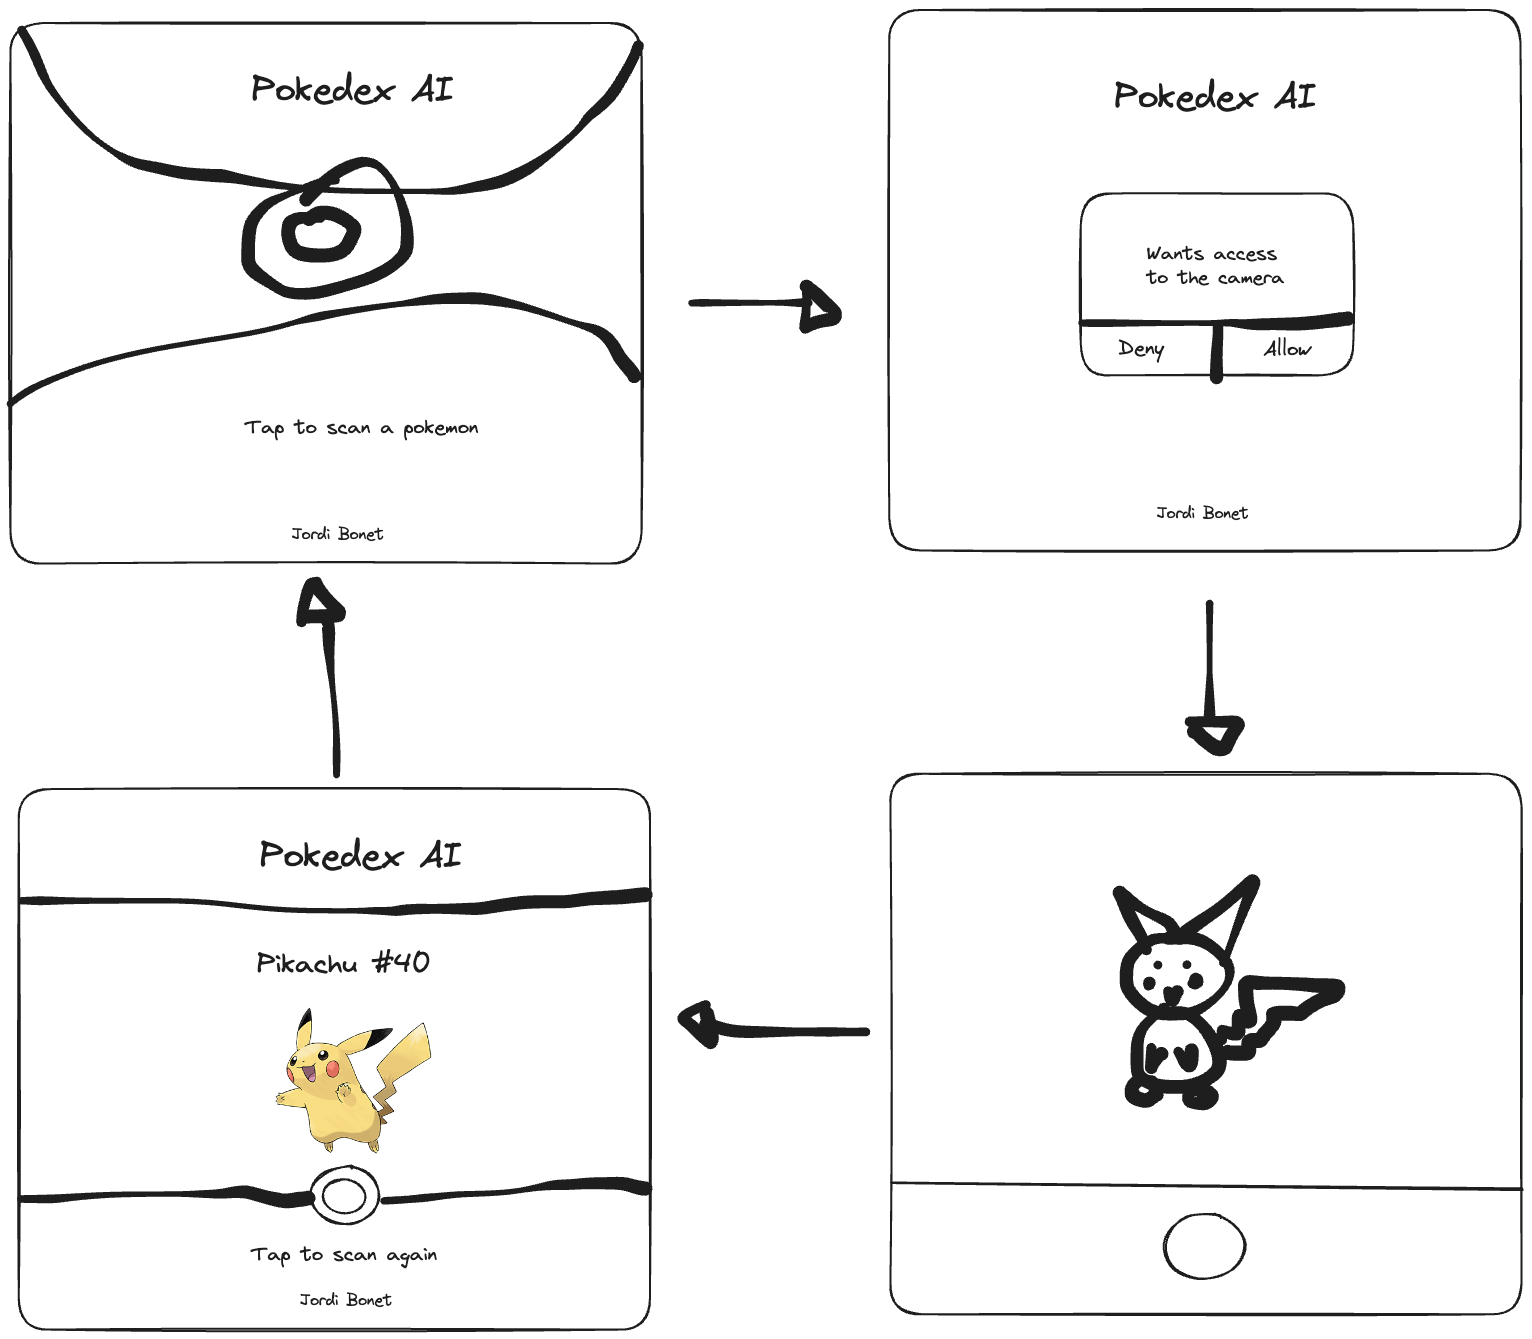 Pokedex AI
Tap to scan a pokemon
Jordi Bonet
Pokedex AI
Wants access
to the camera
Deny
Allow
Jordi Bonet
Pokedex AI
Pikachu #40
Tap to scan again
Jordi Bonet